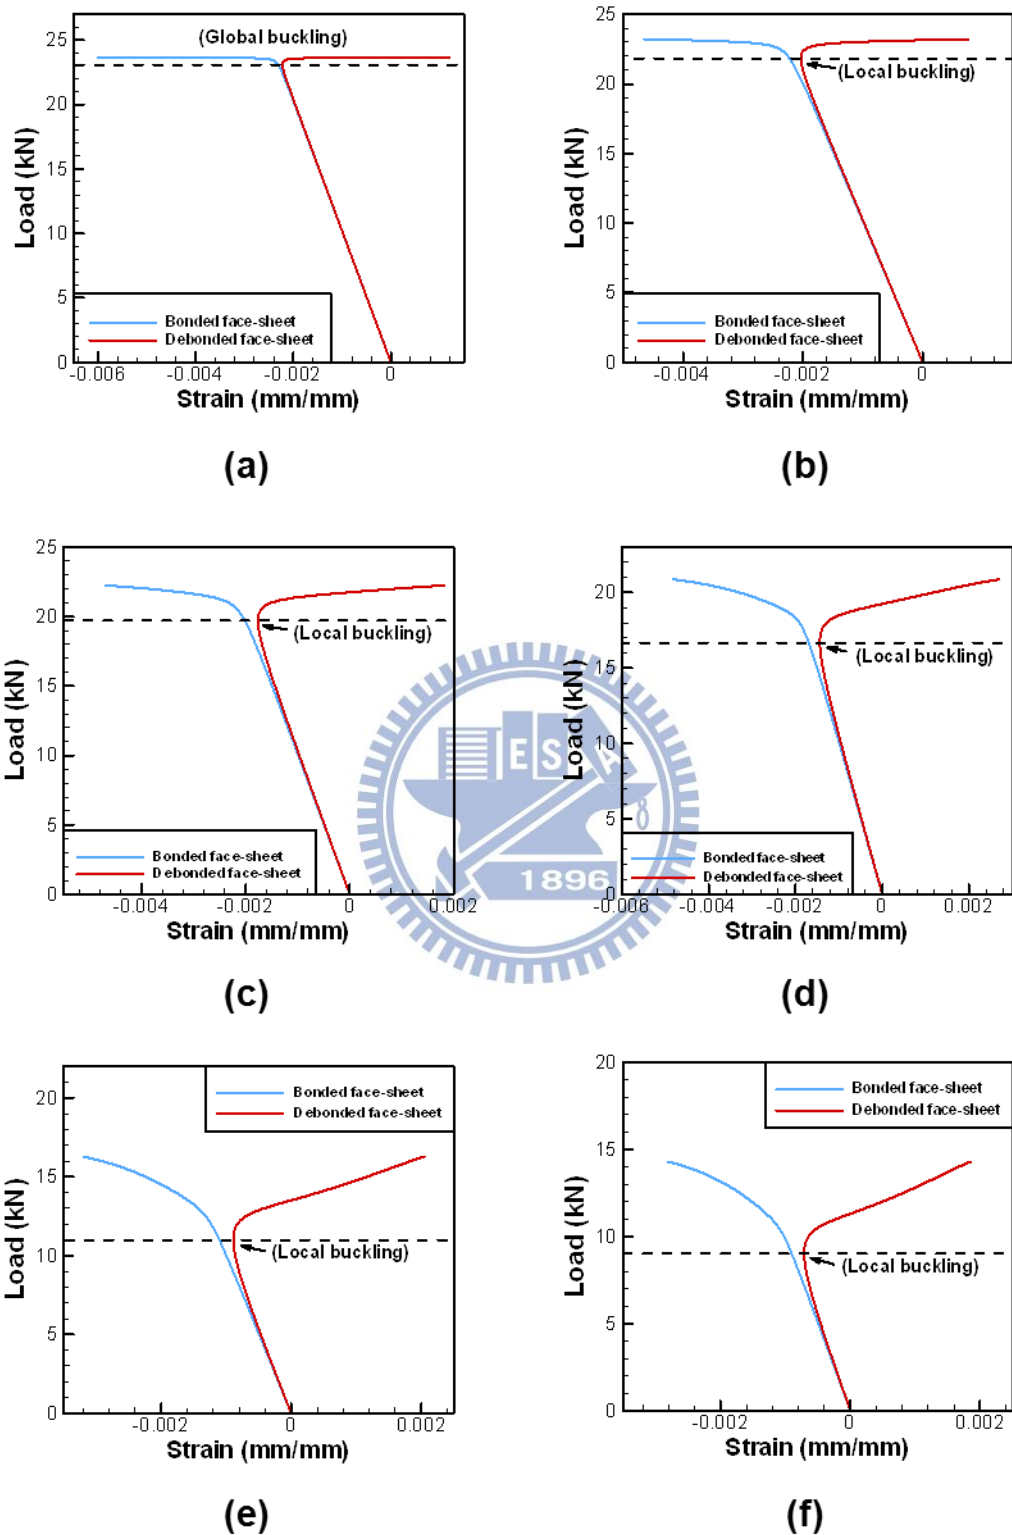 (Global buckling)
25
20
15
10
5
0
Load (kN)
Bonded face-sheet
Debonded face-sheet
-0.006 -0.004 -0.002 0
Strain (mm/mm)
(a)
25
20
15
10
5
0
Load (kN)
(Local buckling)
Bonded face-sheet
Debonded face-sheet
-0.004 -0.002 0
Strain (mm/mm)
(b)
25
20
15
10
5
0
Load (kN)
(Local buckling)
Bonded face-sheet
Debonded face-sheet
-0.004 -0.002 0 0.002
Strain (mm/mm)
(c)
20
15
10
5
0
Load (kN)
(Local buckling)
Bonded face-sheet
Debonded face-sheet
-0.006 -0.004 -0.002 0 0.002
Strain (mm/mm)
(d)
ESA
1896
20
15
10
5
0
Load (kN)
Bonded face-sheet
Debonded face-sheet
(Local buckling)
-0.002 0 0.002
Strain (mm/mm)
(e)
20
15
10
5
0
Load (kN)
Bonded face-sheet
Debonded face-sheet
(Local buckling)
-0.002 0 0.002
Strain (mm/mm)
(f)